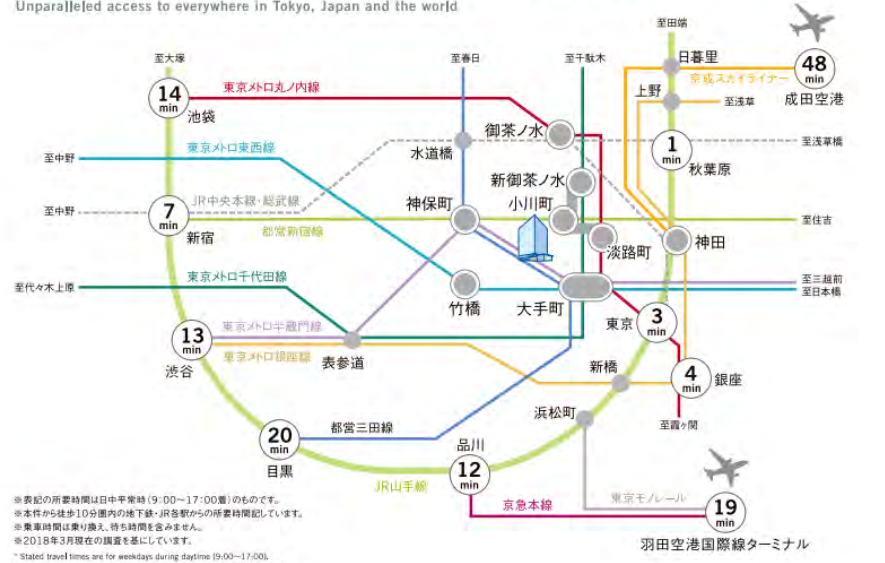 Unparalleled access to everywhere in Tokyo, Japan and the world
至田端
至大塚
至春日
至千駄木
日暮里
48 min
京成スカイライナー
成田空港
14 min
池袋
東京メトロ丸ノ内線
上野
至浅草
御茶ノ水
1 min
秋葉原
水道橋
至浅草橋
東京メトロ東西線
至中野
新御茶ノ水
JR中央本線・総武線
神保町
小川町
至中野
7 min
新宿
都営新宿線
至住吉
淡路町
神田
東京メトロ千代田線
至代々木上原
至三越前
至日本橋
竹橋
大手町
東京
3 min
東京メトロ半蔵門線
13 min
渋谷
東京メトロ銀座線
表参道
新橋
4 min
銀座
浜松町
至霞ヶ関
都営三田線
20 min
目黒
品川
12 min
JR山手線
京急本線
東京モノレール
19 min
羽田空港国際線ターミナル
※表記の所要時間は日中平常時(9:00〜17:00着)のものです。
※本件から徒歩10分圏内の地下鉄・JR各駅からの所要時間記しています。
※乗車時間は乗り換え、待ち時間を含みません。
※2018年3月現在の調査を基にしています。
* Stated travel times are for weekdays during daytime (9:00〜17:00).